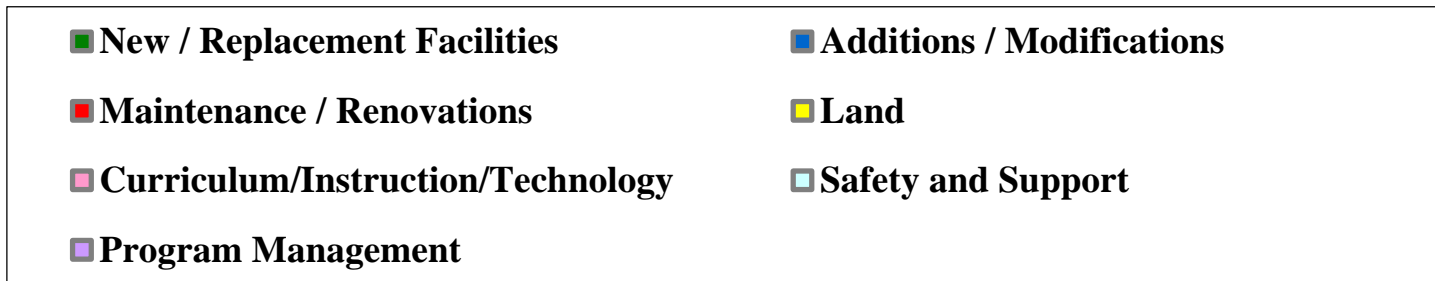 New / Replacement Facilities
Additions / Modifications
Maintenance / Renovations
Land
Curriculum/Instruction/Technology
Safety and Support
Program Management